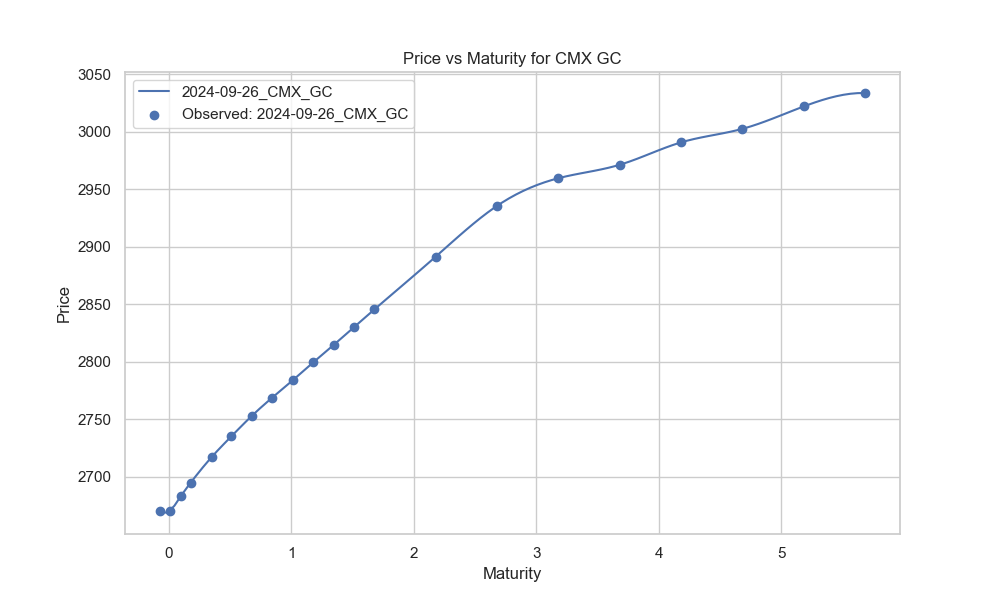 Price vs Maturity for CMX GC
3050
3000
2950
2900
2850
2800
2750
2700
2024-09-26_CMX_GC
Observed: 2024-09-26_CMX_GC
Price
0 1 2 3 4 5
Maturity